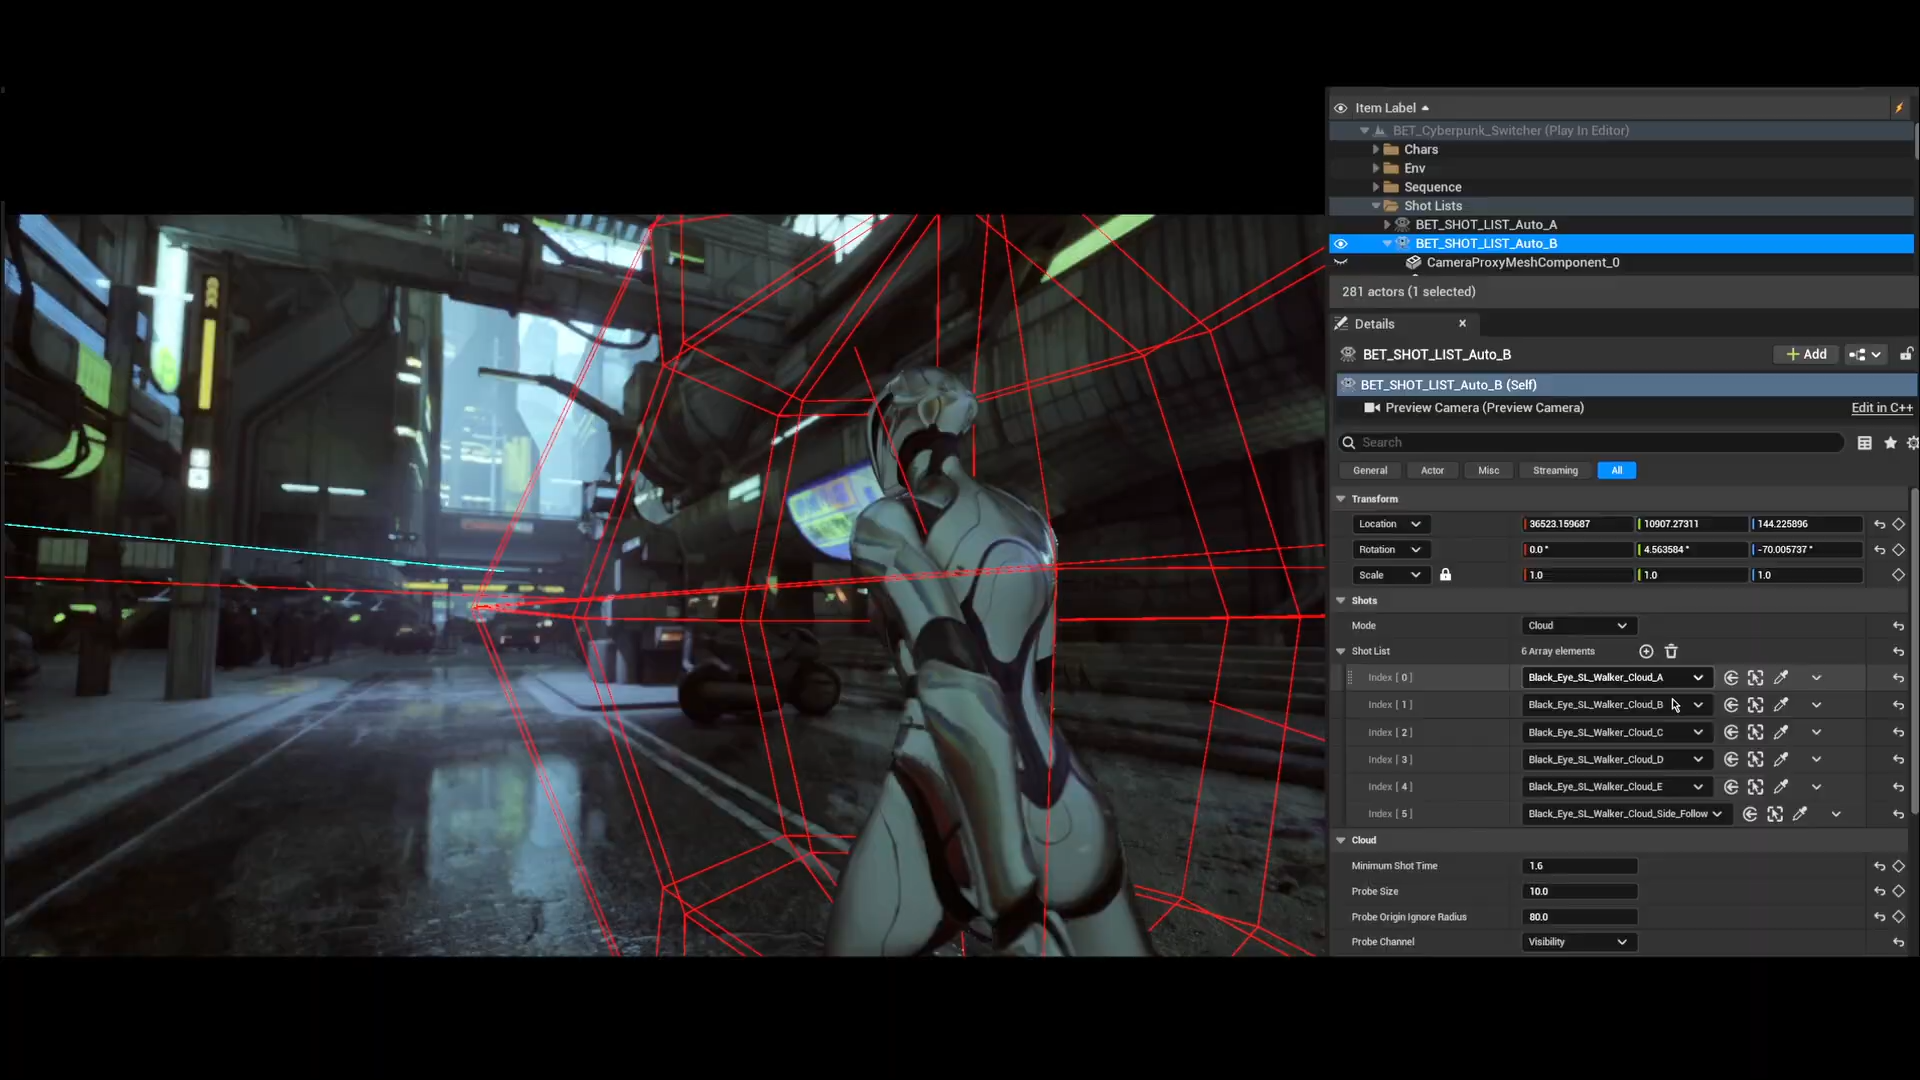 Item Label
BET_Cyberpunk_Switcher (Play In Editor)
Chars
Env
Sequence
Shot Lists
BET_SHOT_LIST_Auto_A
BET_SHOT_LIST_Auto_B
CameraProxyMeshComponent_0
281 actors (1 selected)
Details
BET_SHOT_LIST_Auto_B
Add
BET_SHOT_LIST_Auto_B (Self)
Preview Camera (Preview Camera)
Edit in C++
Search
General Actor Misc Streaming All
Transform
Location 36523.159687 10907.27311 144.225896
Rotation 0.0 ° 4.563584 ° -70.005737 °
Scale 1.0 1.0 1.0
Shots
Mode Cloud
Shot List 6 Array elements
Index [ 0 ] Black_Eye_SL_Walker_Cloud_A
Index [ 1 ] Black_Eye_SL_Walker_Cloud_B
Index [ 2 ] Black_Eye_SL_Walker_Cloud_C
Index [ 3 ] Black_Eye_SL_Walker_Cloud_D
Index [ 4 ] Black_Eye_SL_Walker_Cloud_E
Index [ 5 ] Black_Eye_SL_Walker_Cloud_Side_Follow
Cloud
Minimum Shot Time 1.6
Probe Size 10.0
Probe Origin Ignore Radius 80.0
Probe Channel Visibility